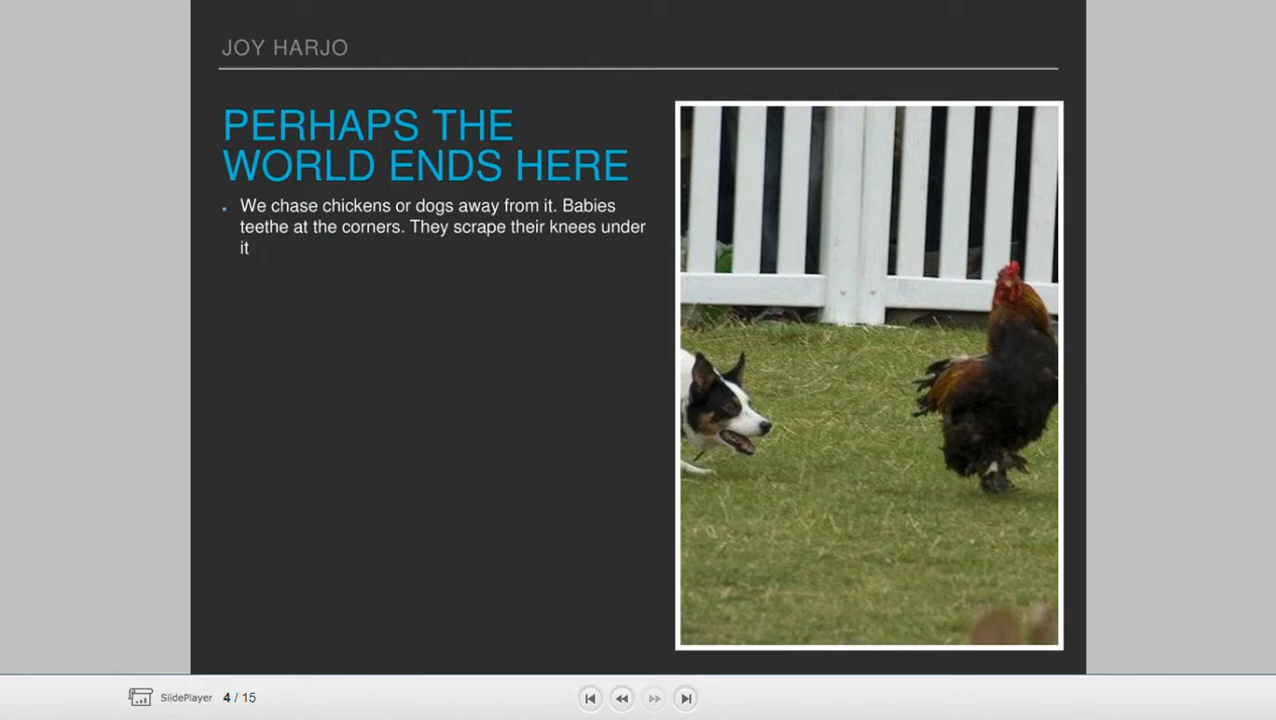 JOY HARJO
PERHAPS THE
WORLD ENDS HERE
We chase chickens or dogs away from it. Babies
teethe at the corners. They scrape their knees under
it
SlidePlayer 4 / 15